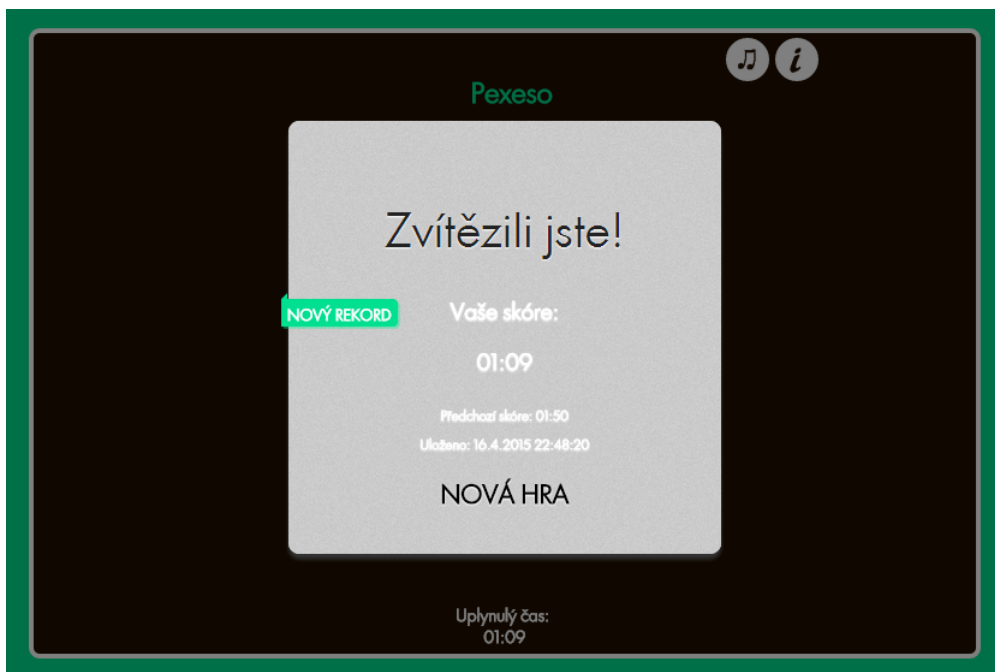 Pexeso
Zvítězili jste!
NOVÝ REKORD
Vaše skóre:
01:09
Předchozí skóre: 01:50
Uloženo: 16.4.2015 22:48:20
NOVÁ HRA
Uplynulý čas:
01:09